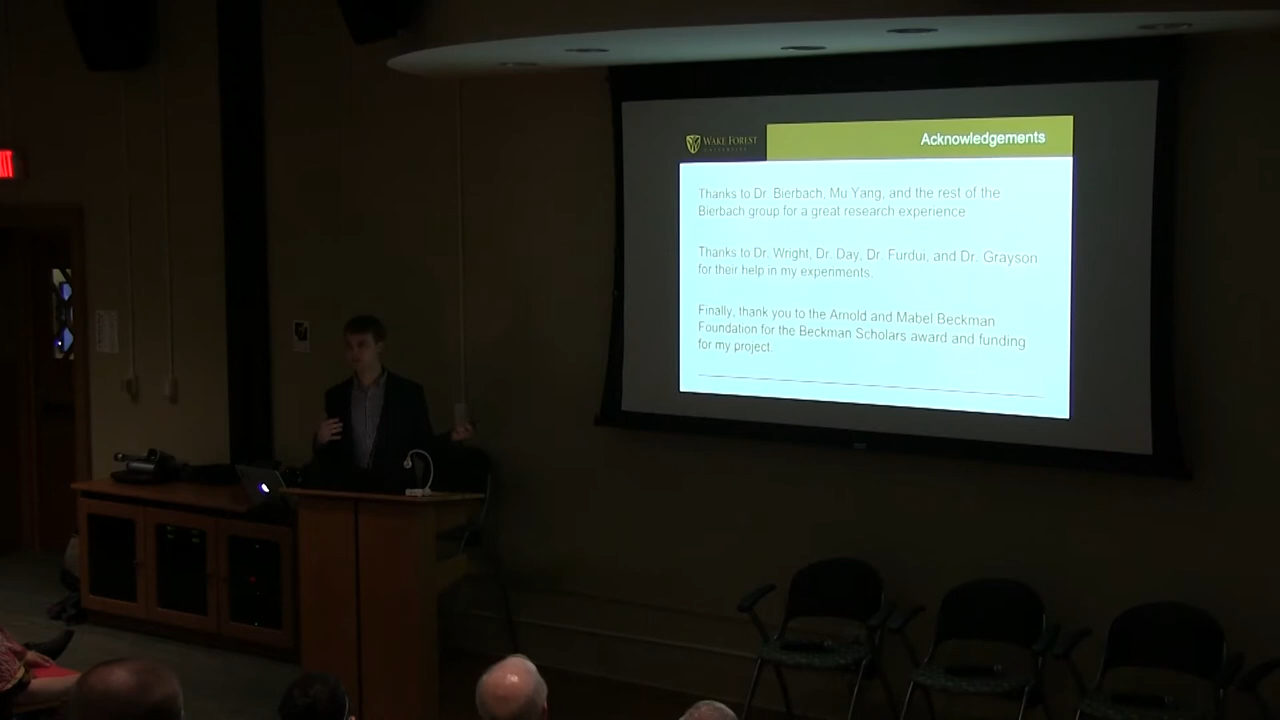 WAKE FOREST
UNIVERSITY
Acknowledgements
Thanks to Dr. Bierbach, Mu Yang, and the rest of the
Bierbach group for a great research experience
Thanks to Dr. Wright, Dr. Day, Dr. Furdui, and Dr. Grayson
for their help in my experiments.
Finally, thank you to the Arnold and Mabel Beckman
Foundation for the Beckman Scholars award and funding
for my project.